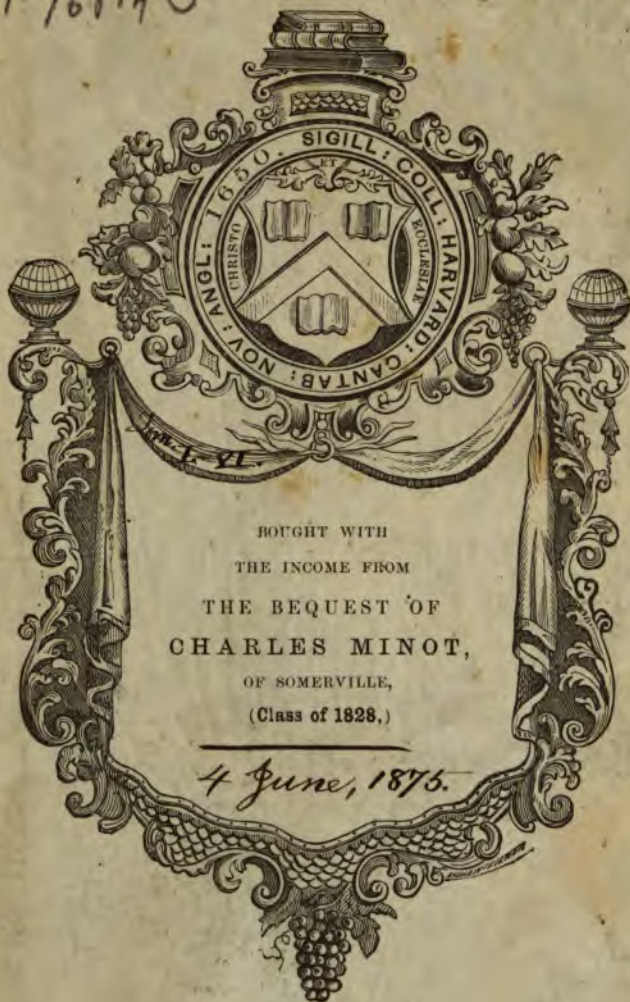 SIGILL: COLL: HARVARD: CANTAB: NOV: ANGL: 1650.
ET
CHRISTO
ECCLESIAE
BOUGHT WITH
THE INCOME FROM
THE BEQUEST OF
CHARLES MINOT,
OF SOMERVILLE,
(Class of 1828,)
4 June, 1875.